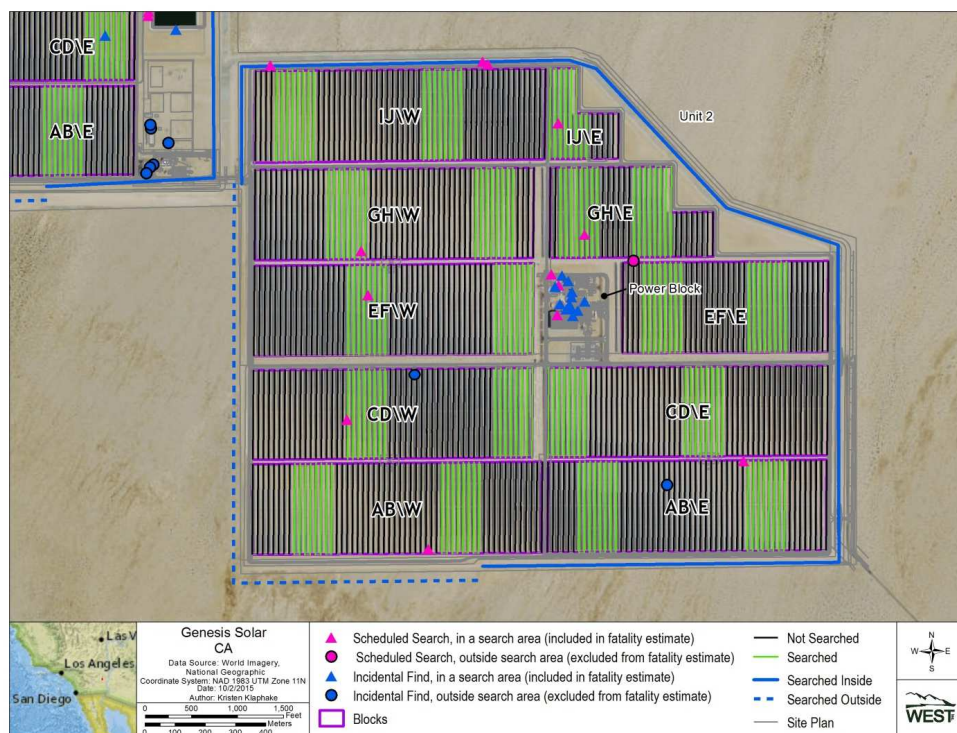 CD\E
AB\E
IJ\W
IJ\E
Unit 2
GH\W
GH\E
Power Block
EF\W
EF\E
CD\W
CD\E
AB\W
AB\E
Las V
Los Angeles
San Diego
Genesis Solar
CA
Data Source: World Imagery,
National Geographic
Coordinate System: NAD 1983 UTM Zone 11N
Date: 10/2/2015
Author: Kristen Klaphake
0 500 1,000 1,500
Feet
Meters
0 100 200 300 400
Scheduled Search, in a search area (included in fatality estimate)
Scheduled Search, outside search area (excluded from fatality estimate)
Incidental Find, in a search area (included in fatality estimate)
Incidental Find, outside search area (excluded from fatality estimate)
Blocks
Not Searched
Searched
Searched Inside
Searched Outside
Site Plan
N
W E
S
WEST